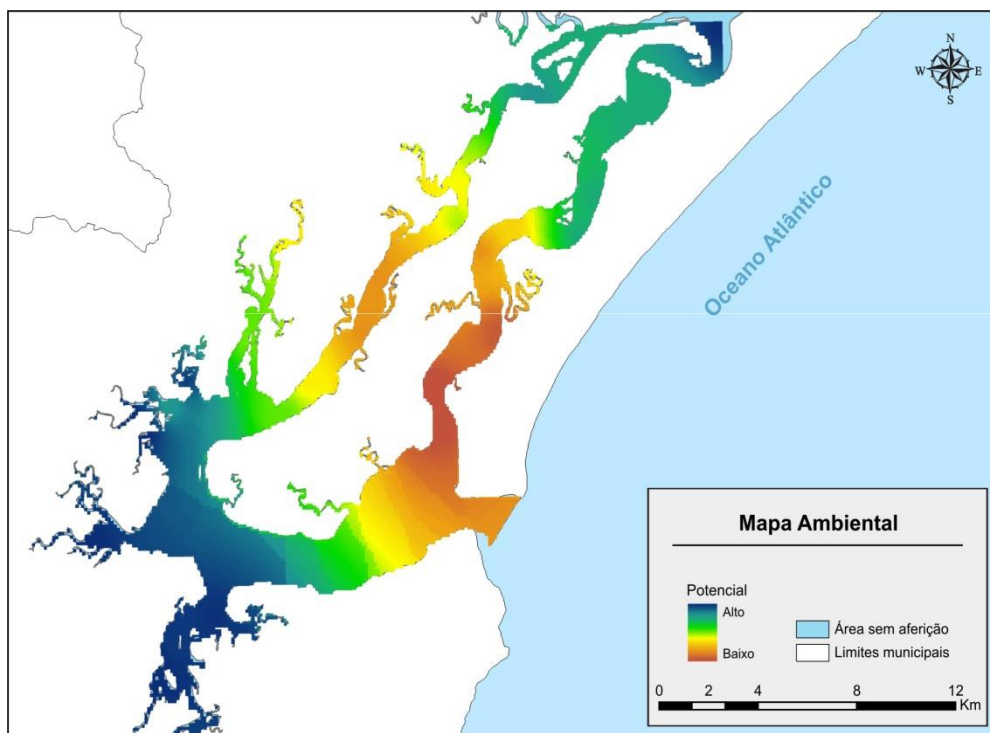 N
W E
S
Oceano Atlântico
Mapa Ambiental
Potencial
Alto
Baixo
Área sem aferição
Limites municipais
0 2 4 8 12
Km